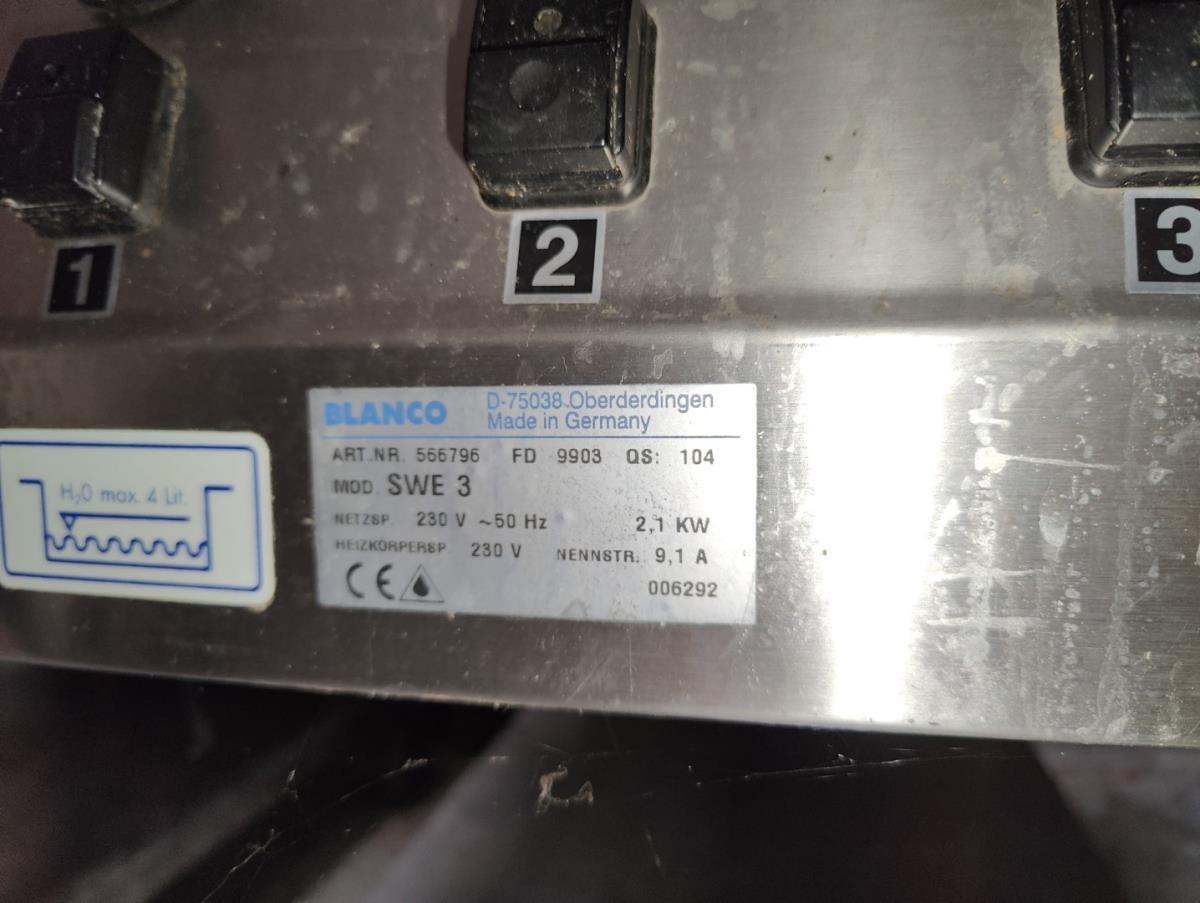 1
2
3
H₂O max. 4 Lit.
BLANCO
D-75038 Oberderdingen
Made in Germany
ART.NR. 566796 FD 9903 QS: 104
MOD. SWE 3
NETZSP. 230 V ~50 Hz 2,1 KW
HEIZKÖRPERSP 230 V NENNSTR. 9,1 A
CE
006292